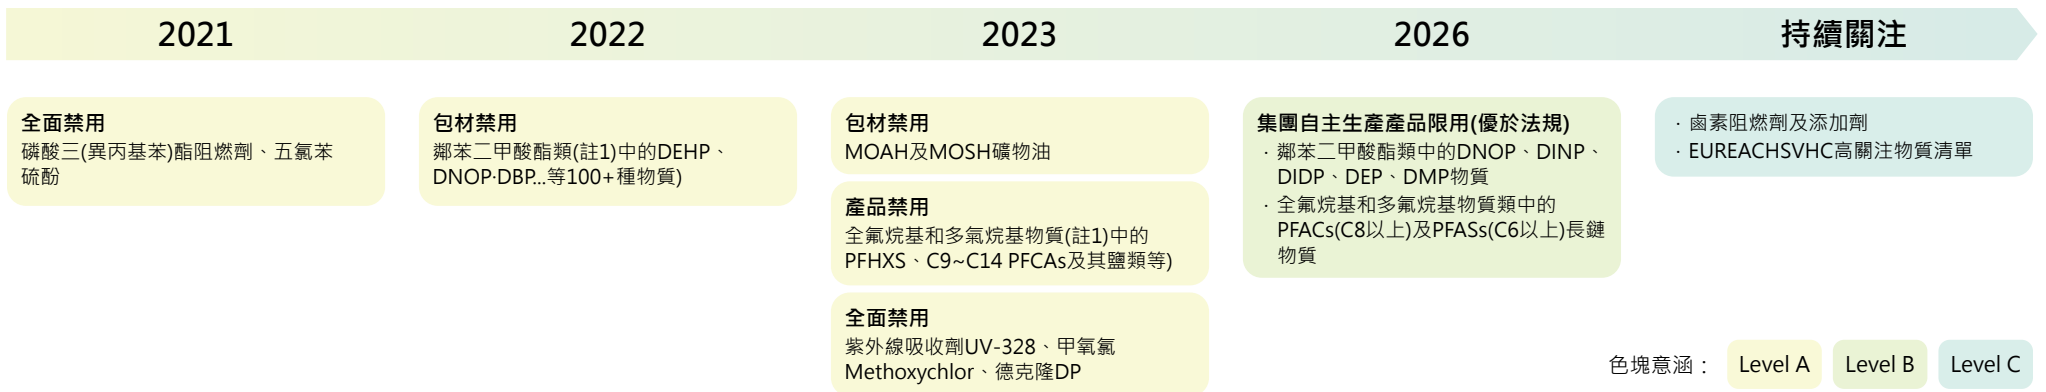 2021
2022
2023
2026
持續關注
全面禁用
磷酸三(異丙基苯)酯阻燃劑、五氯苯
硫酚
包材禁用
鄰苯二甲酸酯類(註1)中的DEHP、
DNOP·DBP...等100+種物質)
包材禁用
MOAH及MOSH礦物油
產品禁用
全氟烷基和多氧烷基物質(註1)中的
PFHXS、C9~C14 PFCAs及其鹽類等)
全面禁用
紫外線吸收劑UV-328、甲氧氯
Methoxychlor、德克隆DP
集團自主生產產品限用(優於法規)
· 鄰苯二甲酸酯類中的DNOP、DINP、
DIDP、DEP、DMP物質
· 全氟烷基和多氟烷基物質類中的
PFACs(C8以上)及PFASs(C6以上)長鏈
物質
· 鹵素阻燃劑及添加劑
· EUREACHSVHC高關注物質清單
色塊意涵：
Level A
Level B
Level C